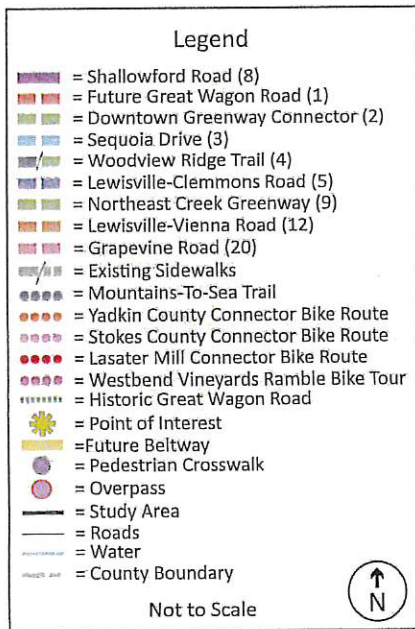 Legend
= Shallowford Road (8)
= Future Great Wagon Road (1)
= Downtown Greenway Connector (2)
= Sequoia Drive (3)
= Woodview Ridge Trail (4)
= Lewisville-Clemmons Road (5)
= Northeast Creek Greenway (9)
= Lewisville-Vienna Road (12)
= Grapevine Road (20)
= Existing Sidewalks
= Mountains-To-Sea Trail
= Yadkin County Connector Bike Route
= Stokes County Connector Bike Route
= Lasater Mill Connector Bike Route
= Westbend Vineyards Ramble Bike Tour
= Historic Great Wagon Road
= Point of Interest
=Future Beltway
= Pedestrian Crosswalk
= Overpass
= Study Area
= Roads
= Water
= County Boundary
Not to Scale
N